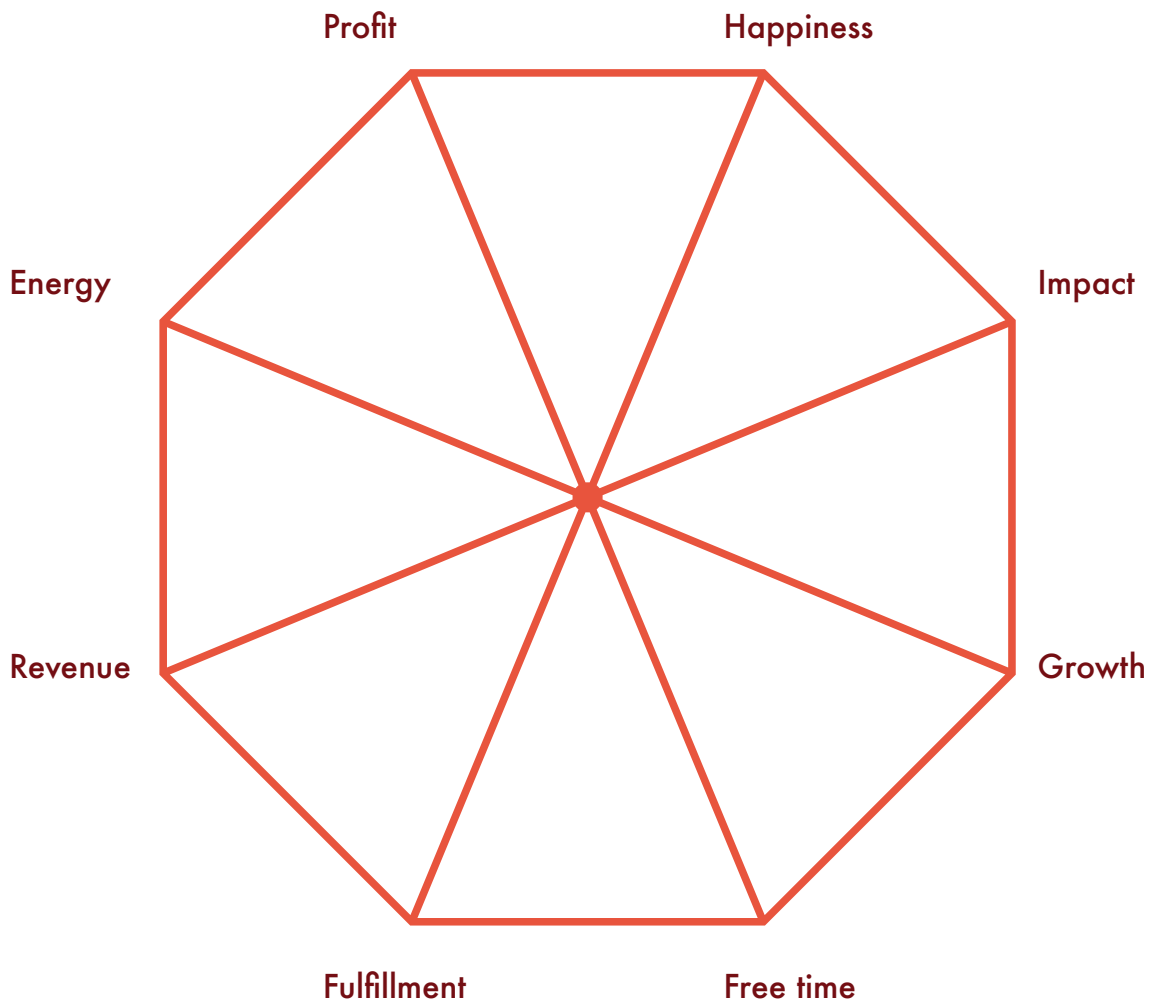 Profit
Happiness
Energy
Impact
Revenue
Growth
Fulfillment
Free time